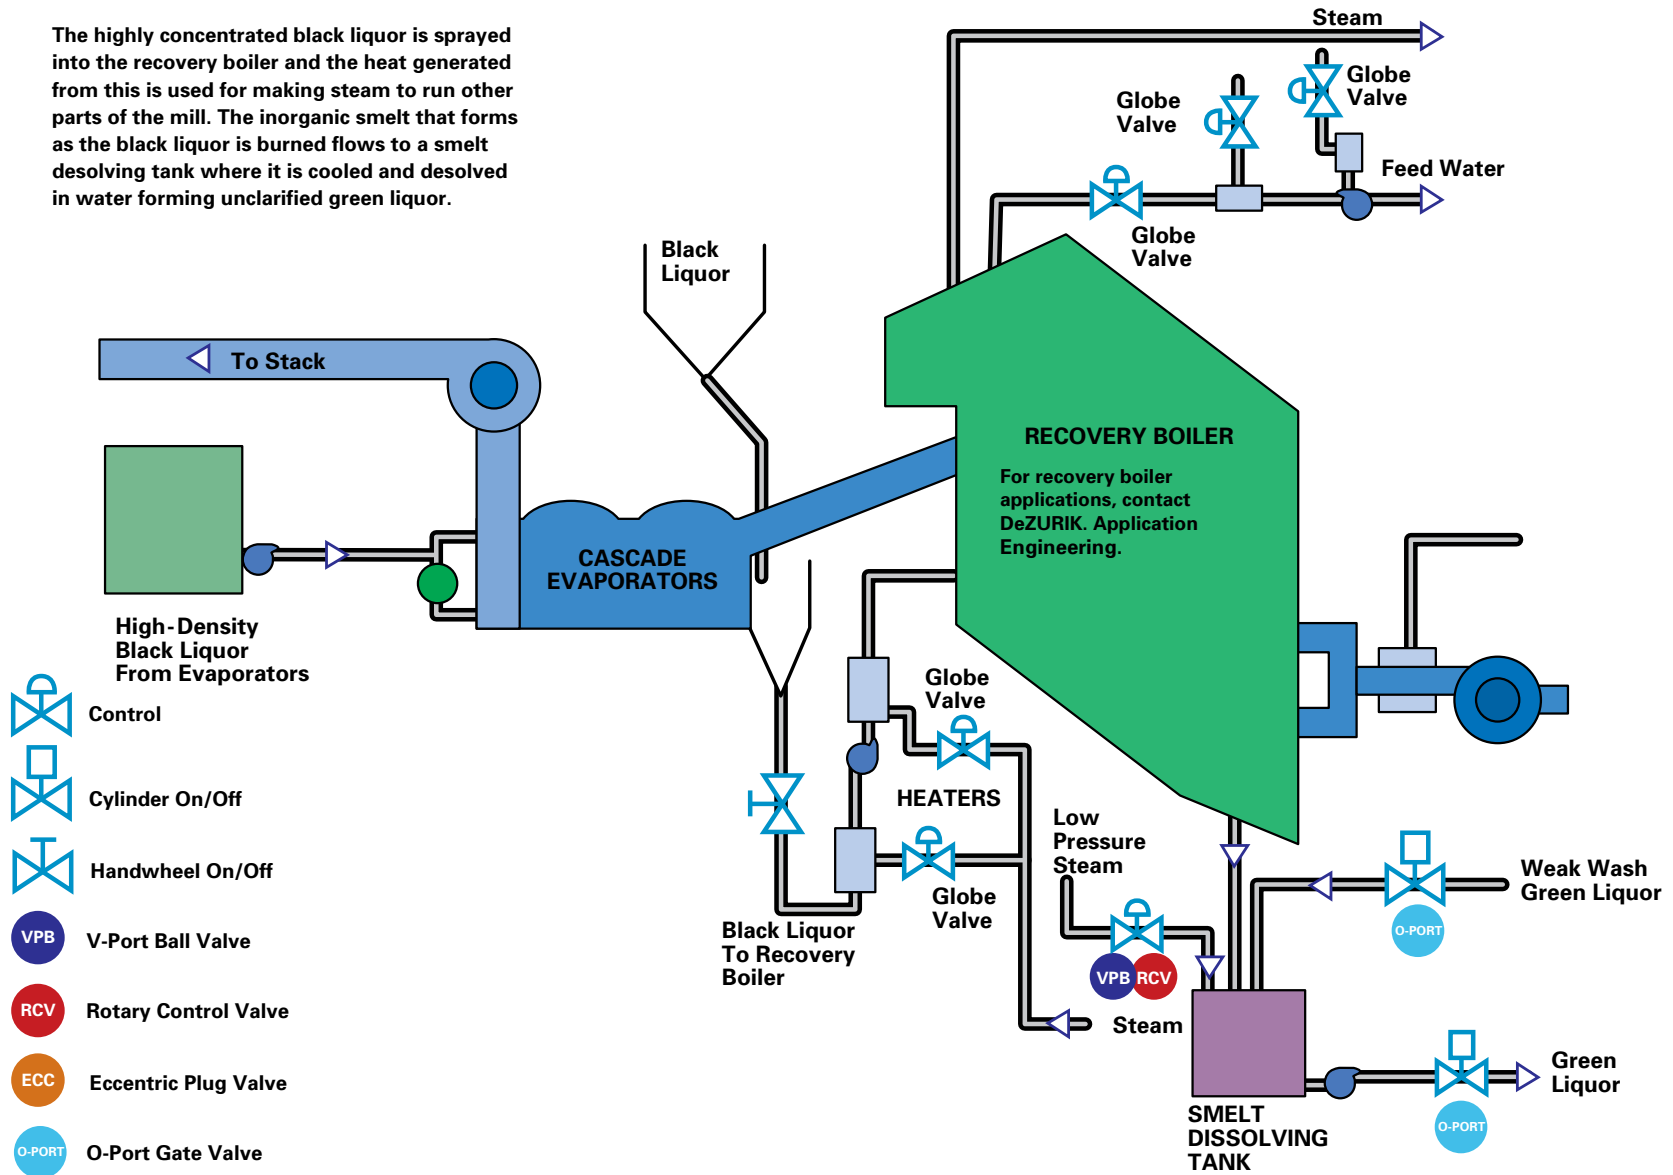 The highly concentrated black liquor is sprayed
into the recovery boiler and the heat generated
from this is used for making steam to run other
parts of the mill. The inorganic smelt that forms
as the black liquor is burned flows to a smelt
desolving tank where it is cooled and desolved
in water forming unclarified green liquor.
Steam
Globe
Valve
Globe
Valve
Feed Water
Globe
Valve
Black
Liquor
To Stack
RECOVERY BOILER
For recovery boiler
applications, contact
DeZURIK. Application
Engineering.
CASCADE
EVAPORATORS
High-Density
Black Liquor
From Evaporators
Globe
Valve
HEATERS
Globe
Valve
Black Liquor
To Recovery
Boiler
Low
Pressure
Steam
VPB
RCV
Steam
Weak Wash
Green Liquor
O-PORT
Green
Liquor
O-PORT
SMELT
DISSOLVING
TANK
Control
Cylinder On/Off
Handwheel On/Off
VPB V-Port Ball Valve
RCV Rotary Control Valve
ECC Eccentric Plug Valve
O-PORT O-Port Gate Valve